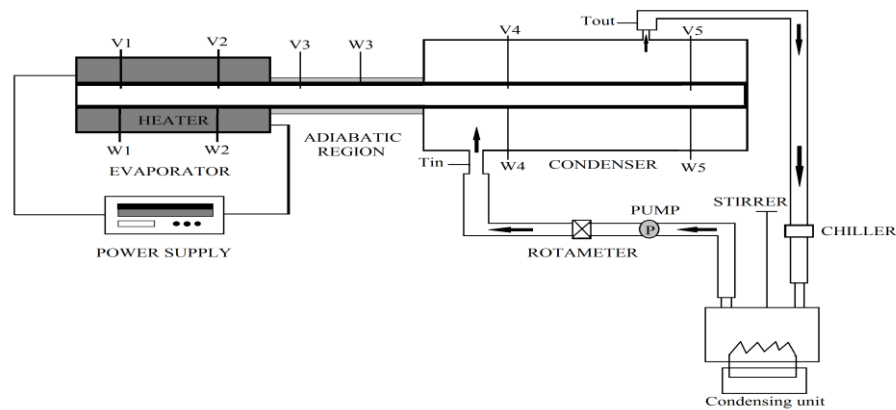 Tout
V1
V2
V3
W3
V4
V5
HEATER
ADIABATIC
REGION
W1
W2
EVAPORATOR
Tin
W4
CONDENSER
W5
STIRRER
PUMP
P
CHILLER
POWER SUPPLY
ROTAMETER
Condensing unit